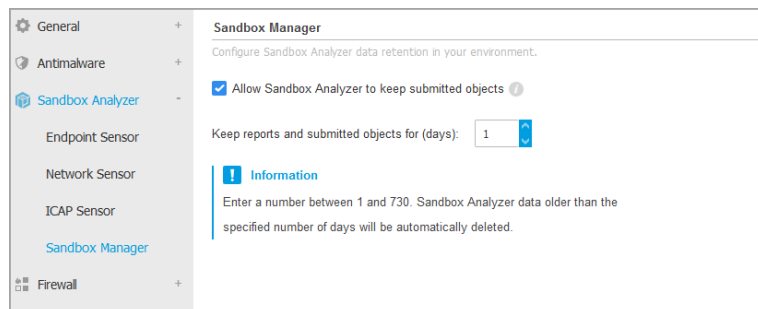 General +
Antimalware +
Sandbox Analyzer -
Endpoint Sensor
Network Sensor
ICAP Sensor
Sandbox Manager
Firewall +
Sandbox Manager
Configure Sandbox Analyzer data retention in your environment.
Allow Sandbox Analyzer to keep submitted objects i
Keep reports and submitted objects for (days): 1
! Information
Enter a number between 1 and 730. Sandbox Analyzer data older than the
specified number of days will be automatically deleted.